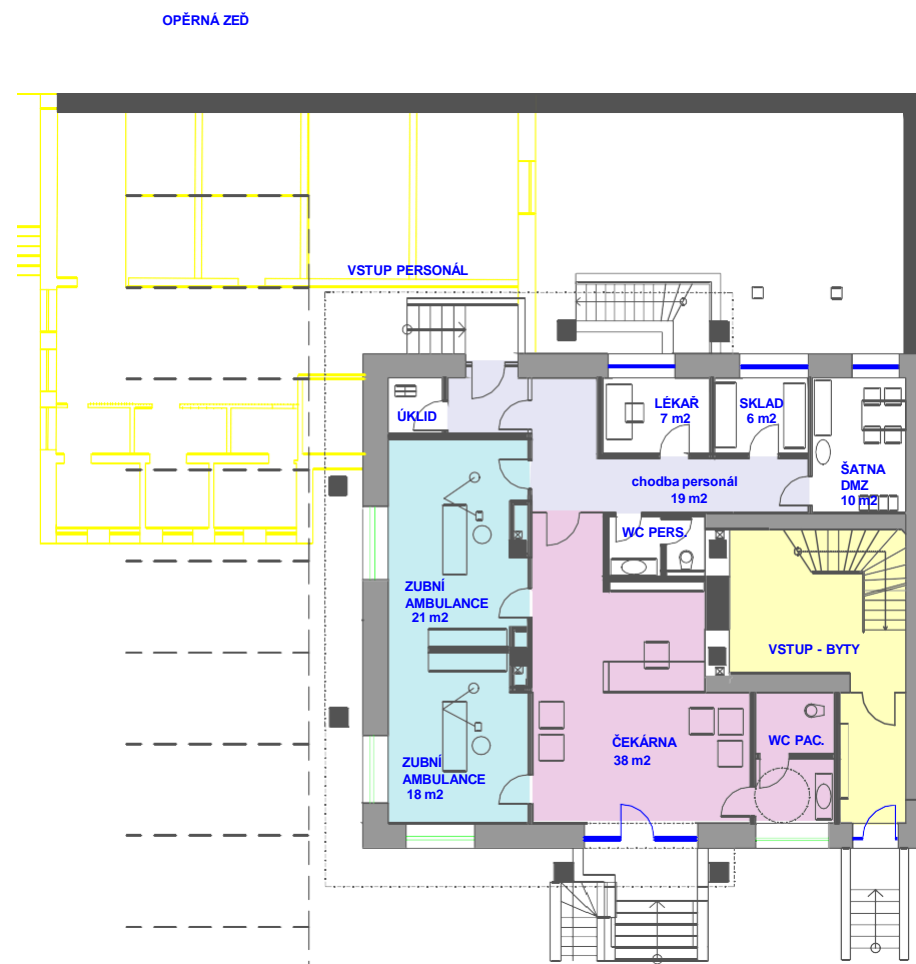 OPĚRNÁ ZEĎ
VSTUP PERSONÁL
ÚKLID
LÉKAŘ
7 m2
SKLAD
6 m2
ŠATNA
DMZ
10 m2
chodba personál
19 m2
WC PERS.
ZUBNÍ
AMBULANCE
21 m2
VSTUP - BYTY
ČEKÁRNA
38 m2
WC PAC.
ZUBNÍ
AMBULANCE
18 m2